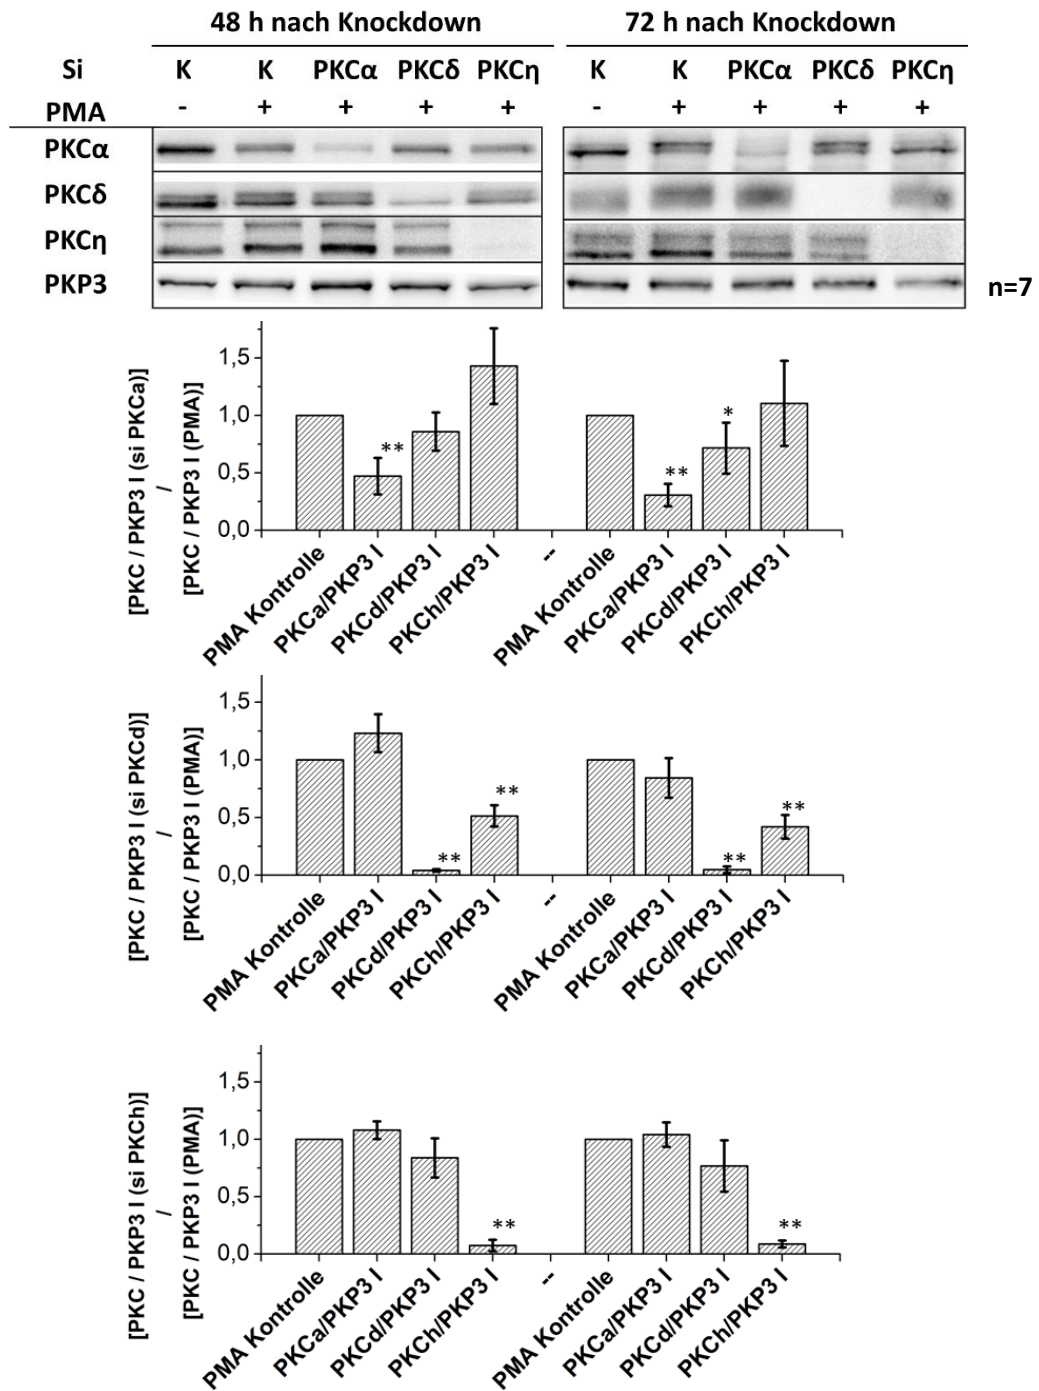 48 h nach Knockdown 72 h nach Knockdown
Si K K PKCα PKCδ PKCη K K PKCα PKCδ PKCη
PMA - + + + + - + + + +
PKCα
PKCδ
PKCη
PKP3
n=7
[PKC / PKP3 I (si PKCa)]
/
[PKC / PKP3 I (PMA)]
1,5
1,0
0,5
0,0
** ** *
PMA Kontrolle
PKCa/PKP3 I
PKCd/PKP3 I
PKCh/PKP3 I
--
PMA Kontrolle
PKCa/PKP3 I
PKCd/PKP3 I
PKCh/PKP3 I
[PKC / PKP3 I (si PKCd)]
/
[PKC / PKP3 I (PMA)]
1,5
1,0
0,5
0,0
** ** ** **
PMA Kontrolle
PKCa/PKP3 I
PKCd/PKP3 I
PKCh/PKP3 I
--
PMA Kontrolle
PKCa/PKP3 I
PKCd/PKP3 I
PKCh/PKP3 I
[PKC / PKP3 I (si PKCh)]
/
[PKC / PKP3 I (PMA)]
1,5
1,0
0,5
0,0
** **
PMA Kontrolle
PKCa/PKP3 I
PKCd/PKP3 I
PKCh/PKP3 I
--
PMA Kontrolle
PKCa/PKP3 I
PKCd/PKP3 I
PKCh/PKP3 I